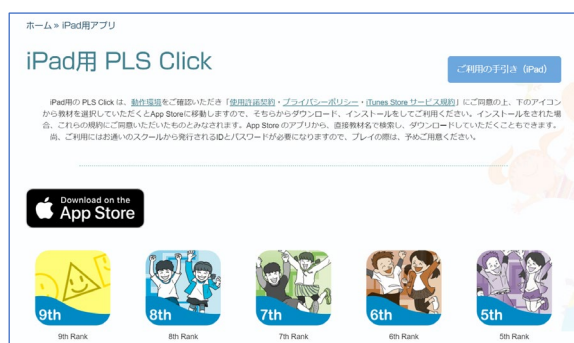 ホーム » iPad用アプリ
iPad用 PLS Click
ご利用の手引き（iPad）
iPad用の PLS Click は、動作環境をご確認いただき「使用許諾契約・プライバシーポリシー・iTunes Store サービス規約」にご同意の上、下のアイコン
から教材を選択していただくとApp Storeに移動しますので、そちらからダウンロード、インストールをしてご利用ください。インストールをされた場
合、これらの規約にご同意いただいたものとみなされます。App Store のアプリから、直接教材名で検索し、ダウンロードしていただくこともできます。
尚、ご利用にはお通いのスクールから発行されるIDとパスワードが必要になりますので、プレイの際は、予めご用意ください。
Download on the
App Store
9th
8th
7th
6th
5th
9th Rank
8th Rank
7th Rank
6th Rank
5th Rank